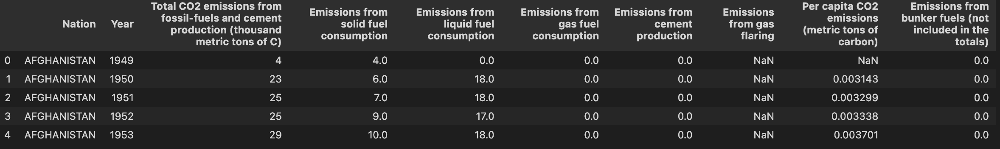 Nation Year Total CO2 emissions from fossil-fuels and cement production (thousand metric tons of C) Emissions from solid fuel consumption Emissions from liquid fuel consumption Emissions from gas fuel consumption Emissions from cement production Emissions from gas flaring Per capita CO2 emissions (metric tons of carbon) Emissions from bunker fuels (not included in the totals)
0 AFGHANISTAN 1949 4 4.0 0.0 0.0 0.0 NaN NaN 0.0
1 AFGHANISTAN 1950 23 6.0 18.0 0.0 0.0 NaN 0.003143 0.0
2 AFGHANISTAN 1951 25 7.0 18.0 0.0 0.0 NaN 0.003299 0.0
3 AFGHANISTAN 1952 25 9.0 17.0 0.0 0.0 NaN 0.003338 0.0
4 AFGHANISTAN 1953 29 10.0 18.0 0.0 0.0 NaN 0.003701 0.0